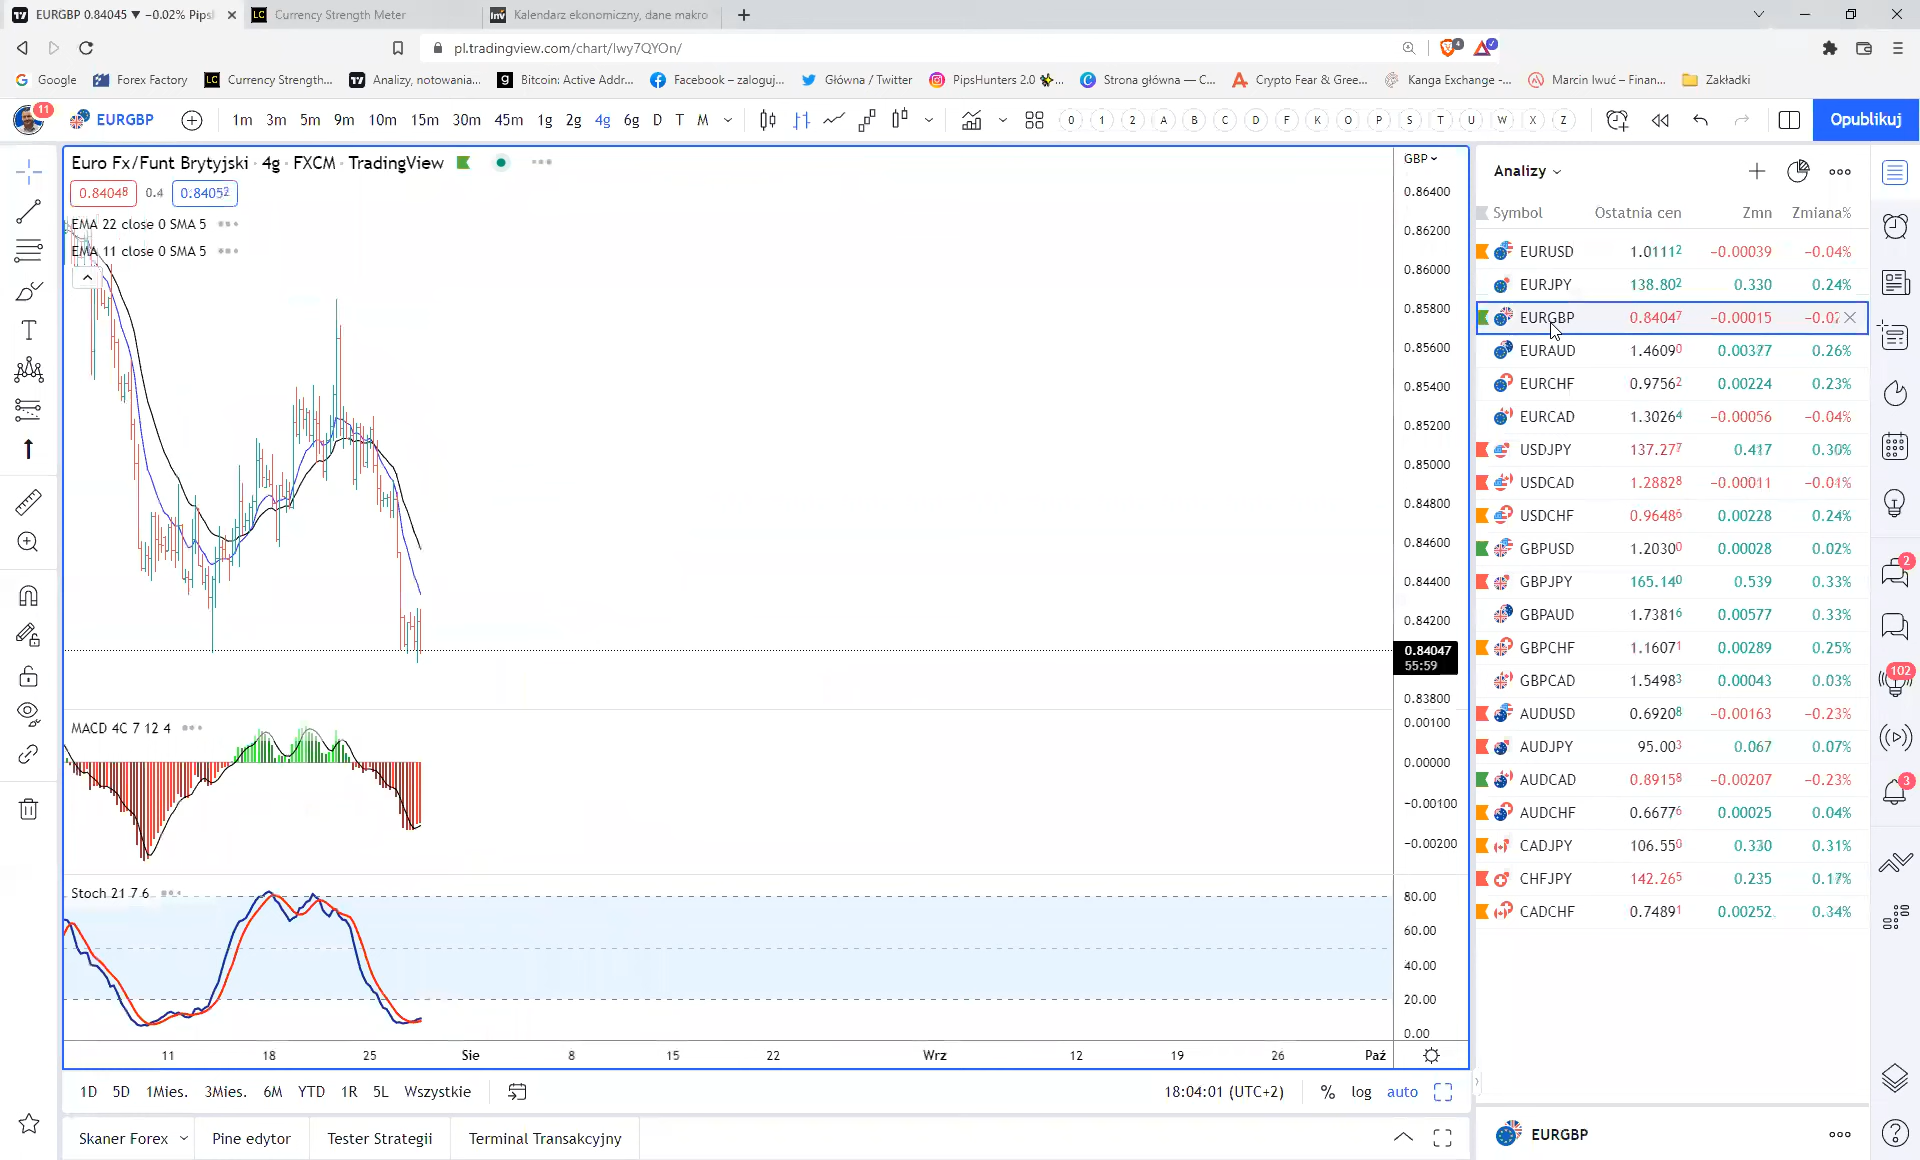 EURGBP 0.84045 ▼ −0.02% Pips
Currency Strength Meter
Kalendarz ekonomiczny, dane makro
pl.tradingview.com/chart/Iwy7QYOn/
4
Google
Forex Factory
Currency Strength...
Analizy, notowania...
Bitcoin: Active Addr...
Facebook – zaloguj...
Główna / Twitter
PipsHunters 2.0
Strona główna — C...
Crypto Fear & Gree...
Kanga Exchange -...
Marcin Iwuć – Finan...
Zakładki
11
EURGBP
1m 3m 5m 9m 10m 15m 30m 45m 1g 2g 4g 6g D T M
0 1 2 A B C D F K O P S T U W X Z
Opublikuj
Euro Fx/Funt Brytyjski · 4g · FXCM · TradingView
0.84048 0.4 0.84052
EMA 22 close 0 SMA 5
EMA 11 close 0 SMA 5
GBP
0.86400
0.86200
0.86000
0.85800
0.85600
0.85400
0.85200
0.85000
0.84800
0.84600
0.84400
0.84200
0.84047
55:59
0.83800
MACD 4C 7 12 4
0.00100
0.00000
−0.00100
−0.00200
Stoch 21 7 6
80.00
60.00
40.00
20.00
0.00
11 18 25 Sie 8 15 22 Wrz 12 19 26 Paź
1D 5D 1Mies. 3Mies. 6M YTD 1R 5L Wszystkie
18:04:01 (UTC+2) % log auto
Skaner Forex Pine edytor Tester Strategii Terminal Transakcyjny
Analizy
Symbol Ostatnia cen Zmn Zmiana%
EURUSD 1.01112 −0.00039 −0.04%
EURJPY 138.802 0.330 0.24%
EURGBP 0.84047 −0.00015 −0.02
EURAUD 1.46090 0.00377 0.26%
EURCHF 0.97562 0.00224 0.23%
EURCAD 1.30264 −0.00056 −0.04%
USDJPY 137.277 0.417 0.30%
USDCAD 1.28828 −0.00011 −0.01%
USDCHF 0.96486 0.00228 0.24%
GBPUSD 1.20300 0.00028 0.02%
GBPJPY 165.140 0.539 0.33%
GBPAUD 1.73816 0.00577 0.33%
GBPCHF 1.16071 0.00289 0.25%
GBPCAD 1.54983 0.00043 0.03%
AUDUSD 0.69208 −0.00163 −0.23%
AUDJPY 95.003 0.067 0.07%
AUDCAD 0.89158 −0.00207 −0.23%
AUDCHF 0.66776 0.00025 0.04%
CADJPY 106.550 0.330 0.31%
CHFJPY 142.265 0.235 0.17%
CADCHF 0.74891 0.00252 0.34%
EURGBP
2
102
3